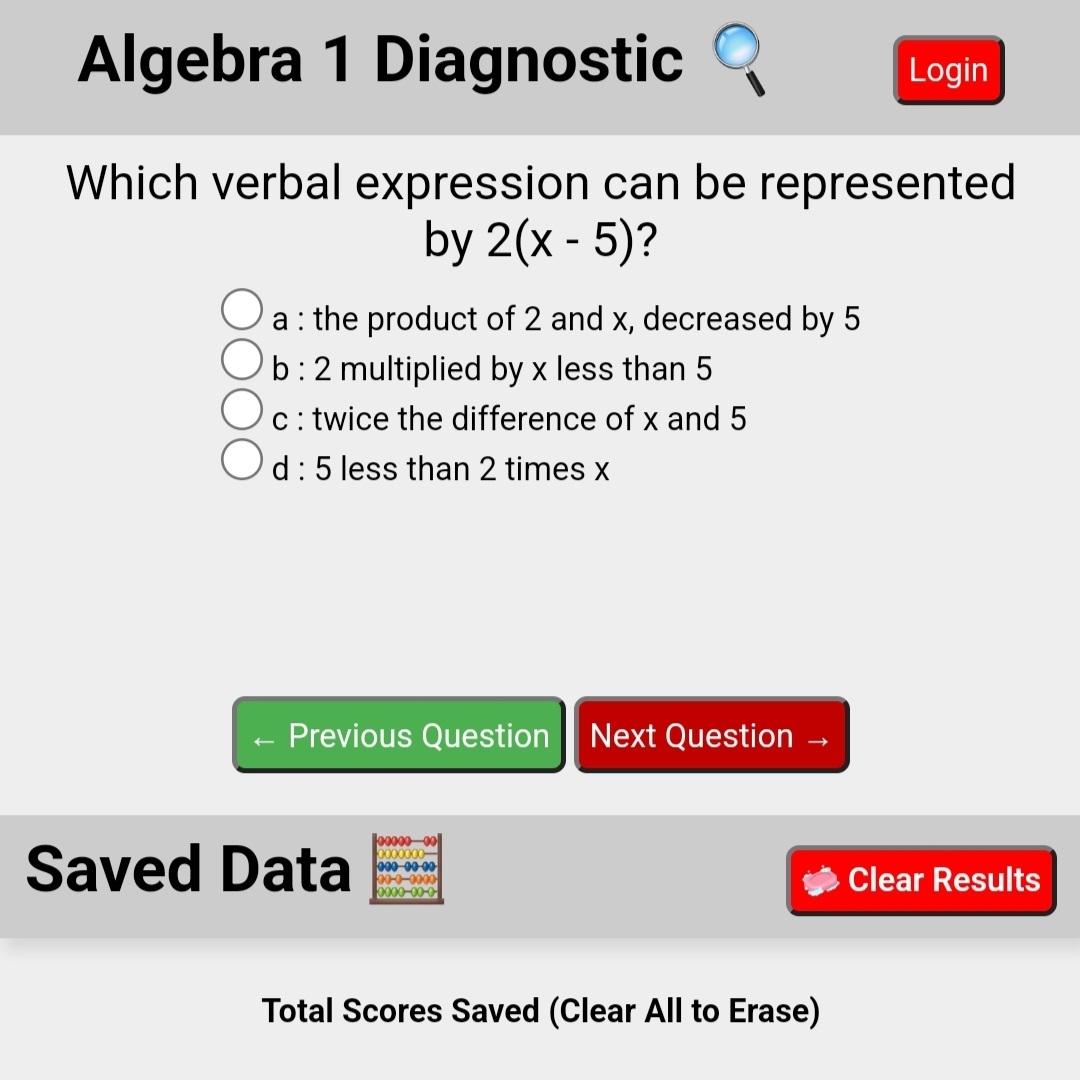 Algebra 1 Diagnostic
Login
Which verbal expression can be represented
by 2(x - 5)?
a : the product of 2 and x, decreased by 5
b : 2 multiplied by x less than 5
c : twice the difference of x and 5
d : 5 less than 2 times x
← Previous Question
Next Question →
Saved Data
Clear Results
Total Scores Saved (Clear All to Erase)